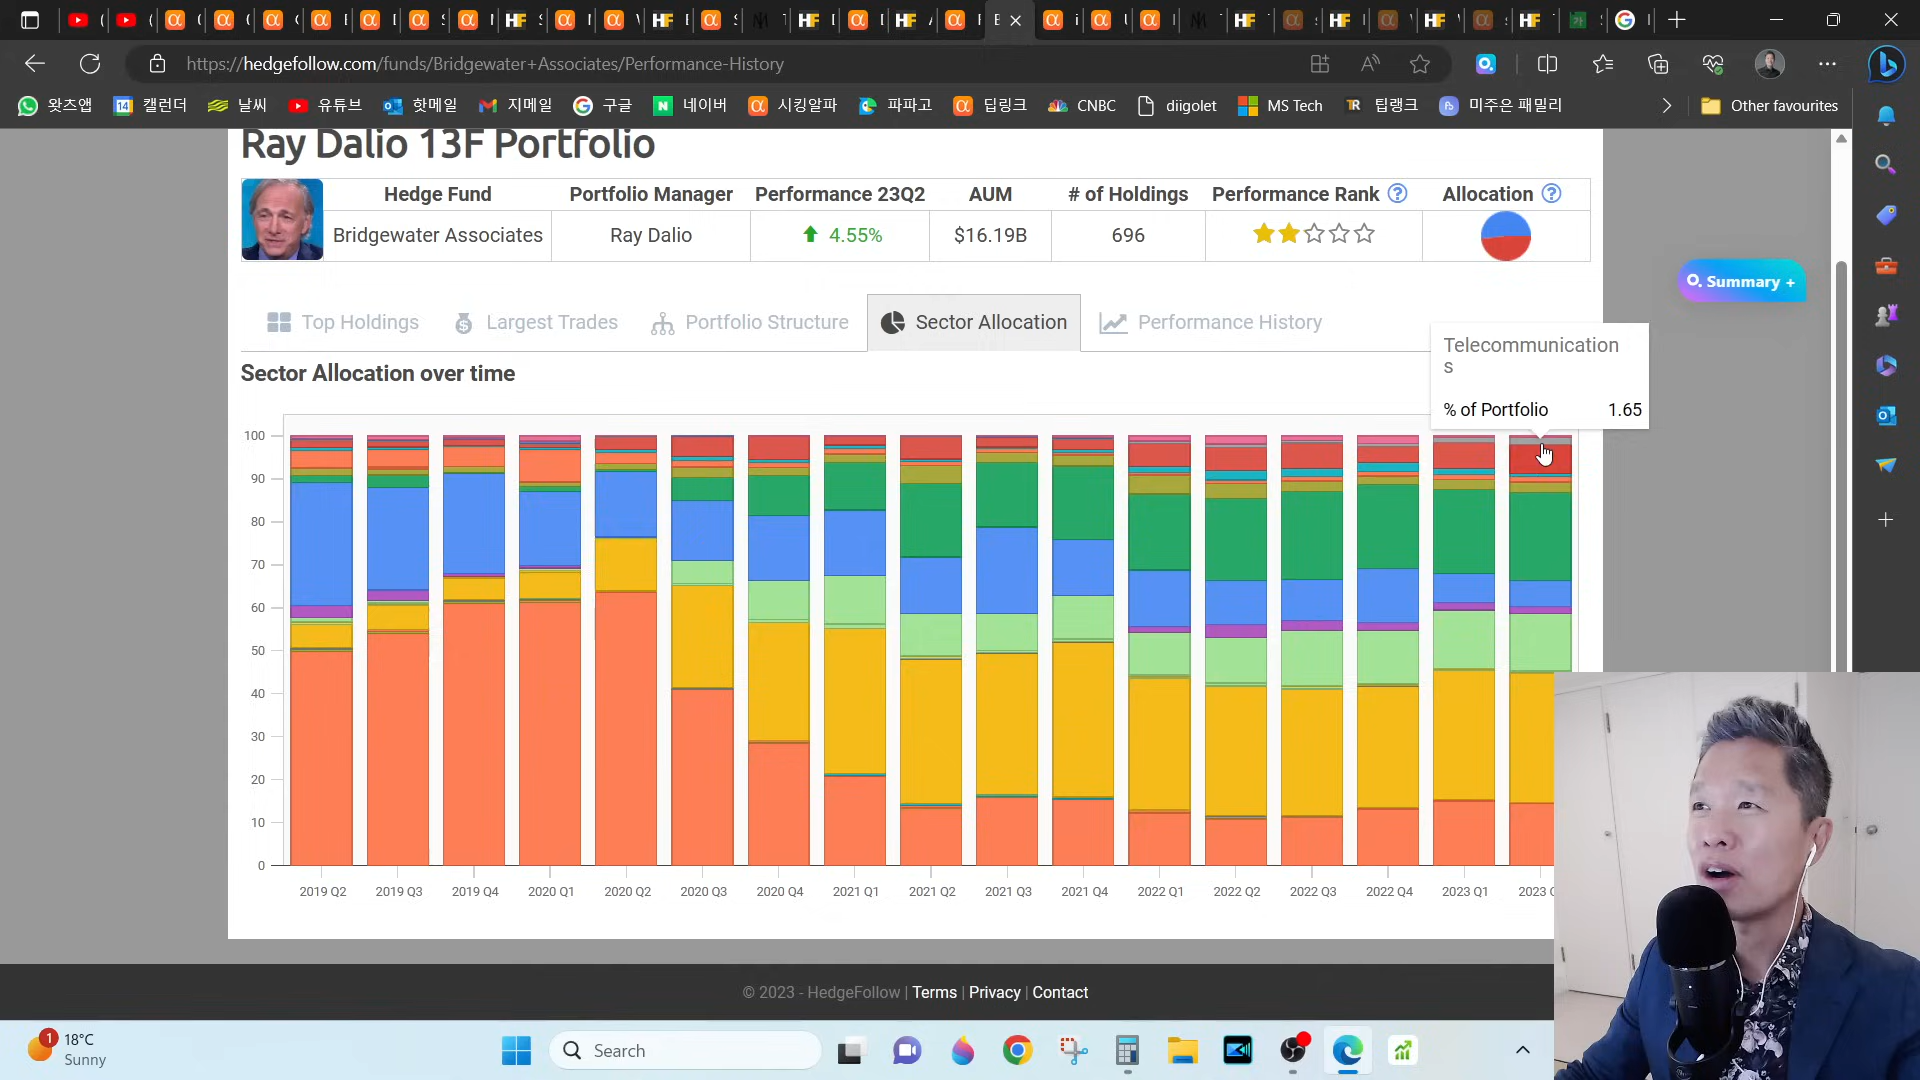 https://hedgefollow.com/funds/Bridgewater+Associates/Performance-History
왓츠앱 14 캘런더 날씨 유튜브 핫메일 지메일 구글 N 네이버 시킹알파 파파고 딥링크 CNBC diigolet MS Tech TR 팁랭크 미주은 패밀리 Other favourites
Ray Dalio 13F Portfolio
Hedge Fund Portfolio Manager Performance 23Q2 AUM # of Holdings Performance Rank ? Allocation ?
Bridgewater Associates Ray Dalio 4.55% $16.19B 696
Summary +
Top Holdings Largest Trades Portfolio Structure Sector Allocation Performance History
Telecommunication
s
Sector Allocation over time
% of Portfolio 1.65
100
90
80
70
60
50
40
30
20
10
0
2019 Q2 2019 Q3 2019 Q4 2020 Q1 2020 Q2 2020 Q3 2020 Q4 2021 Q1 2021 Q2 2021 Q3 2021 Q4 2022 Q1 2022 Q2 2022 Q3 2022 Q4 2023 Q1 2023
© 2023 - HedgeFollow | Terms | Privacy | Contact
1 18°C
Sunny
Search